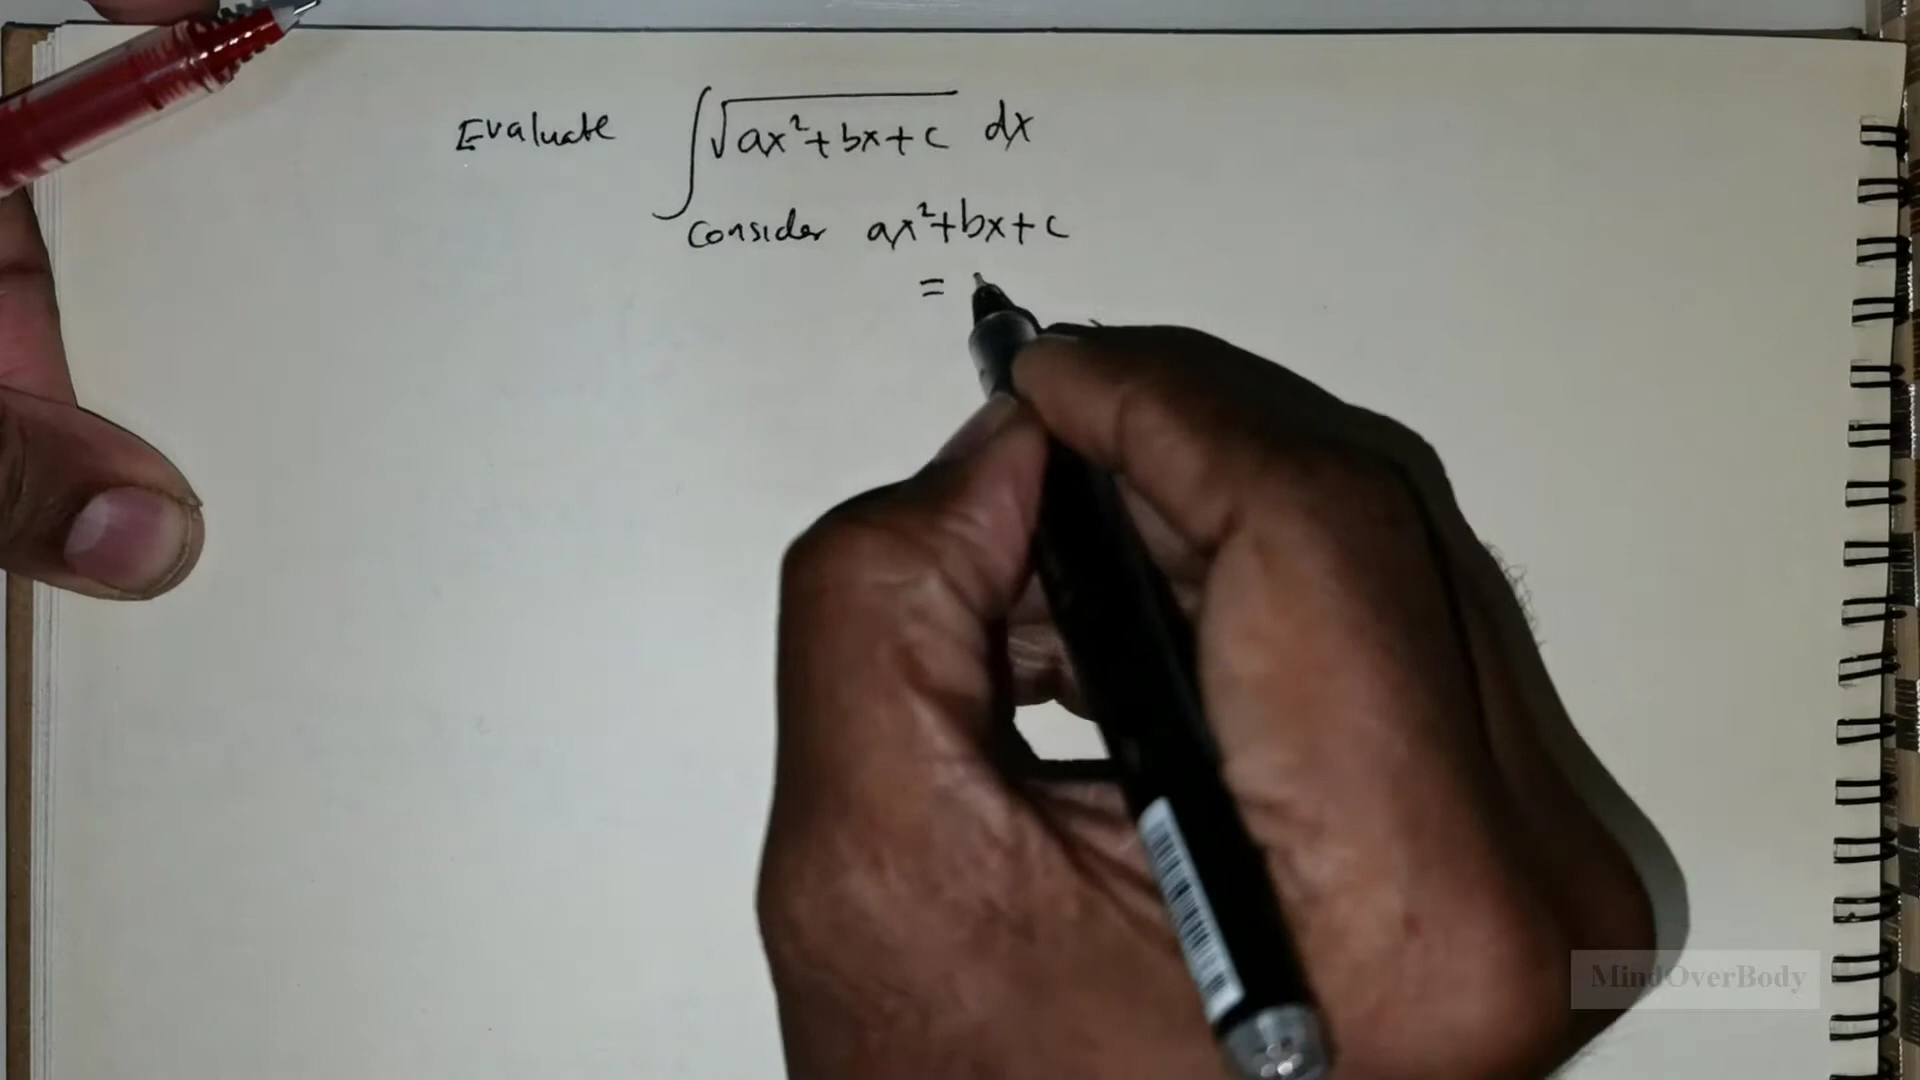 Evaluate ∫√(ax²+bx+c) dx
Consider ax²+bx+c
=
MindOverBody